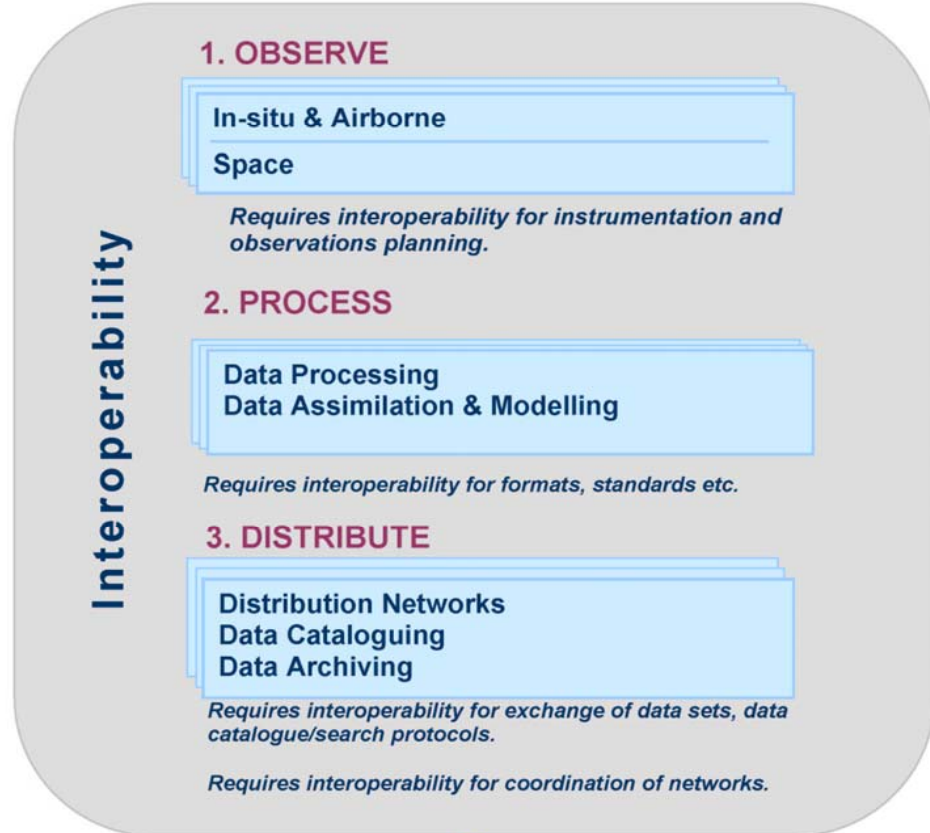 Interoperability
1. OBSERVE
In-situ & Airborne
Space
Requires interoperability for instrumentation and
observations planning.
2. PROCESS
Data Processing
Data Assimilation & Modelling
Requires interoperability for formats, standards etc.
3. DISTRIBUTE
Distribution Networks
Data Cataloguing
Data Archiving
Requires interoperability for exchange of data sets, data
catalogue/search protocols.
Requires interoperability for coordination of networks.